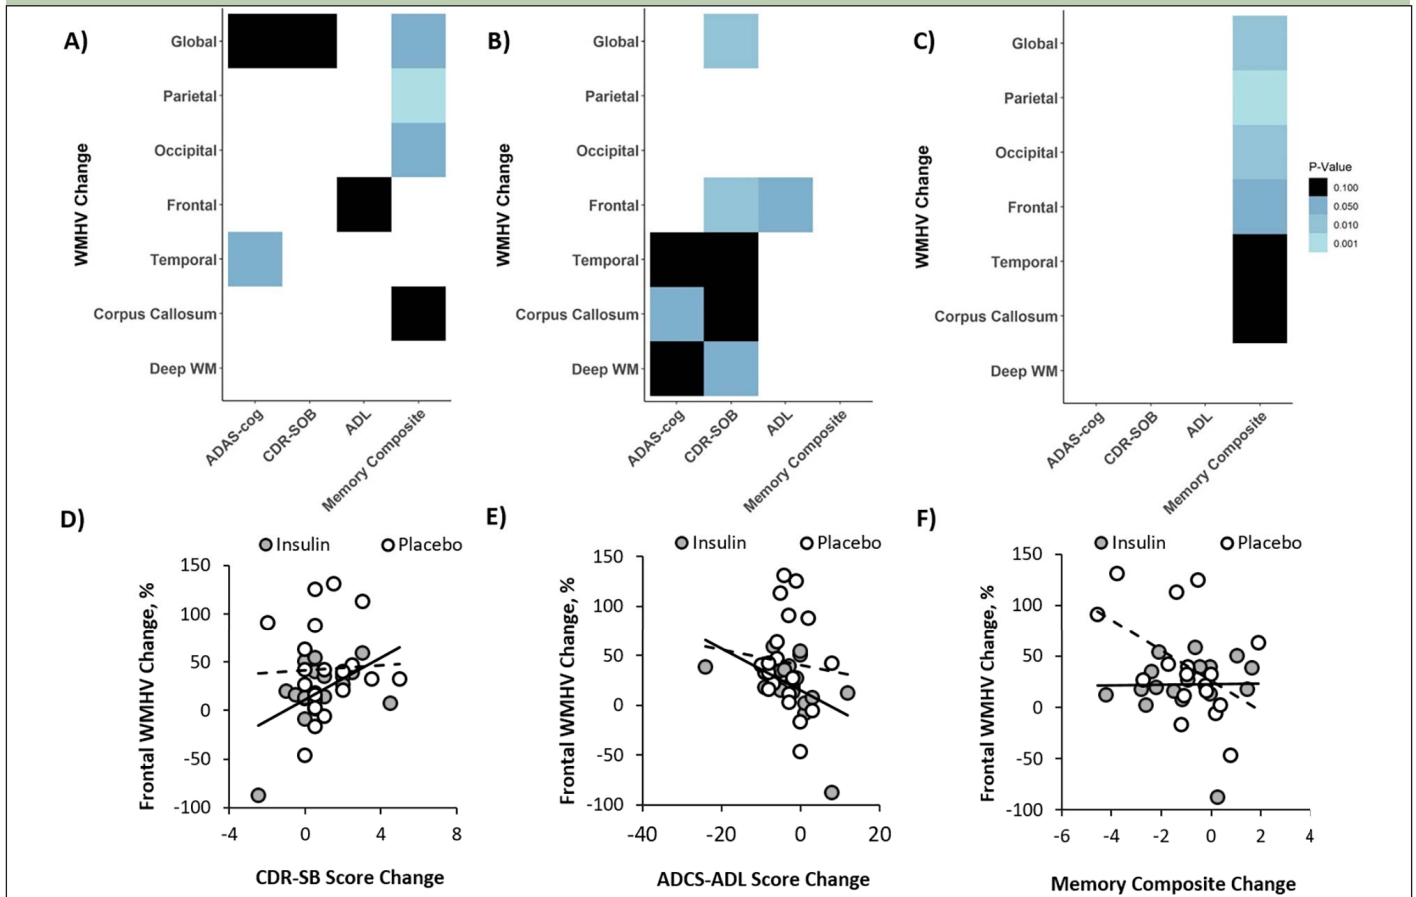 A)
WMHV Change
Global
Parietal
Occipital
Frontal
Temporal
Corpus Callosum
Deep WM
ADAS-cog
CDR-SOB
ADL
Memory Composite
B)
WMHV Change
Global
Parietal
Occipital
Frontal
Temporal
Corpus Callosum
Deep WM
ADAS-cog
CDR-SOB
ADL
Memory Composite
C)
WMHV Change
Global
Parietal
Occipital
Frontal
Temporal
Corpus Callosum
Deep WM
ADAS-cog
CDR-SOB
ADL
Memory Composite
P-Value
0.100
0.050
0.010
0.001
D)
Insulin Placebo
Frontal WMHV Change, %
150
100
50
0
-50
-100
-4 0 4 8
CDR-SB Score Change
E)
Insulin Placebo
Frontal WMHV Change, %
150
100
50
0
-50
-100
-40 -20 0 20
ADCS-ADL Score Change
F)
Insulin Placebo
Frontal WMHV Change, %
150
100
50
0
-50
-100
-6 -4 -2 0 2 4
Memory Composite Change